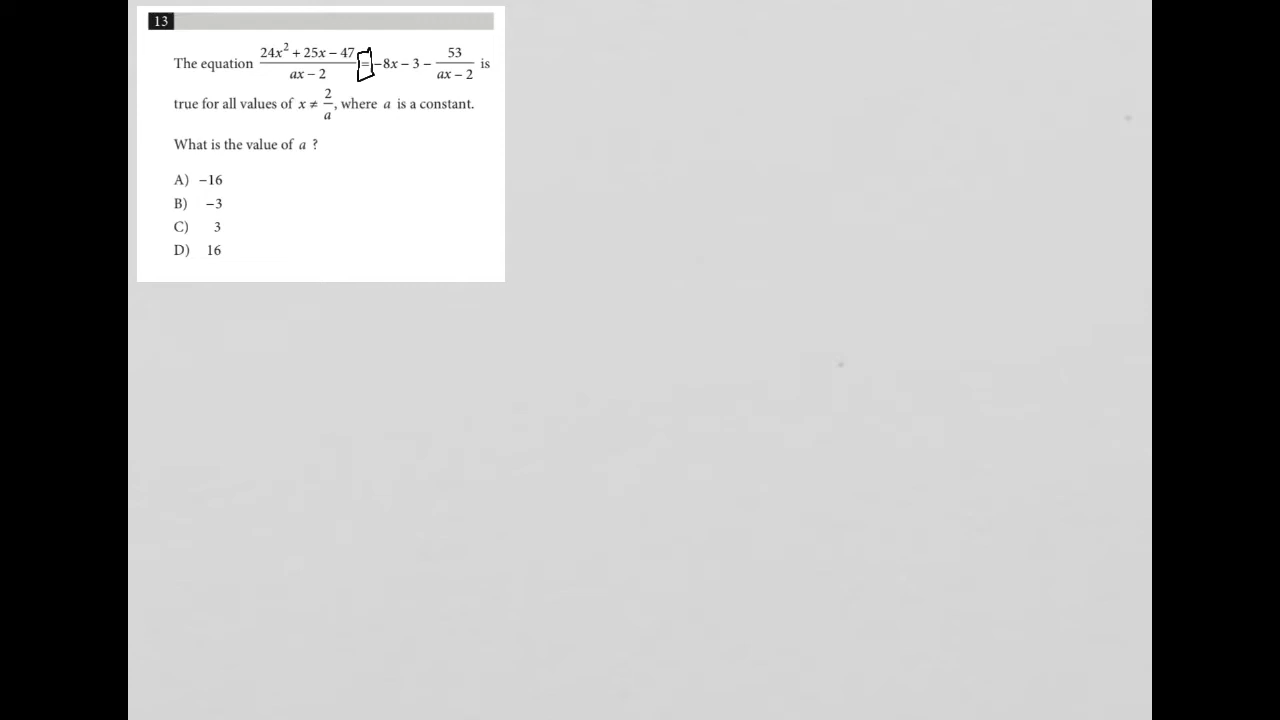 13
The equation (24x² + 25x − 47)/(ax − 2) = −8x − 3 − 53/(ax − 2) is
true for all values of x ≠ 2/a, where a is a constant.
What is the value of a ?
A) −16
B) −3
C) 3
D) 16